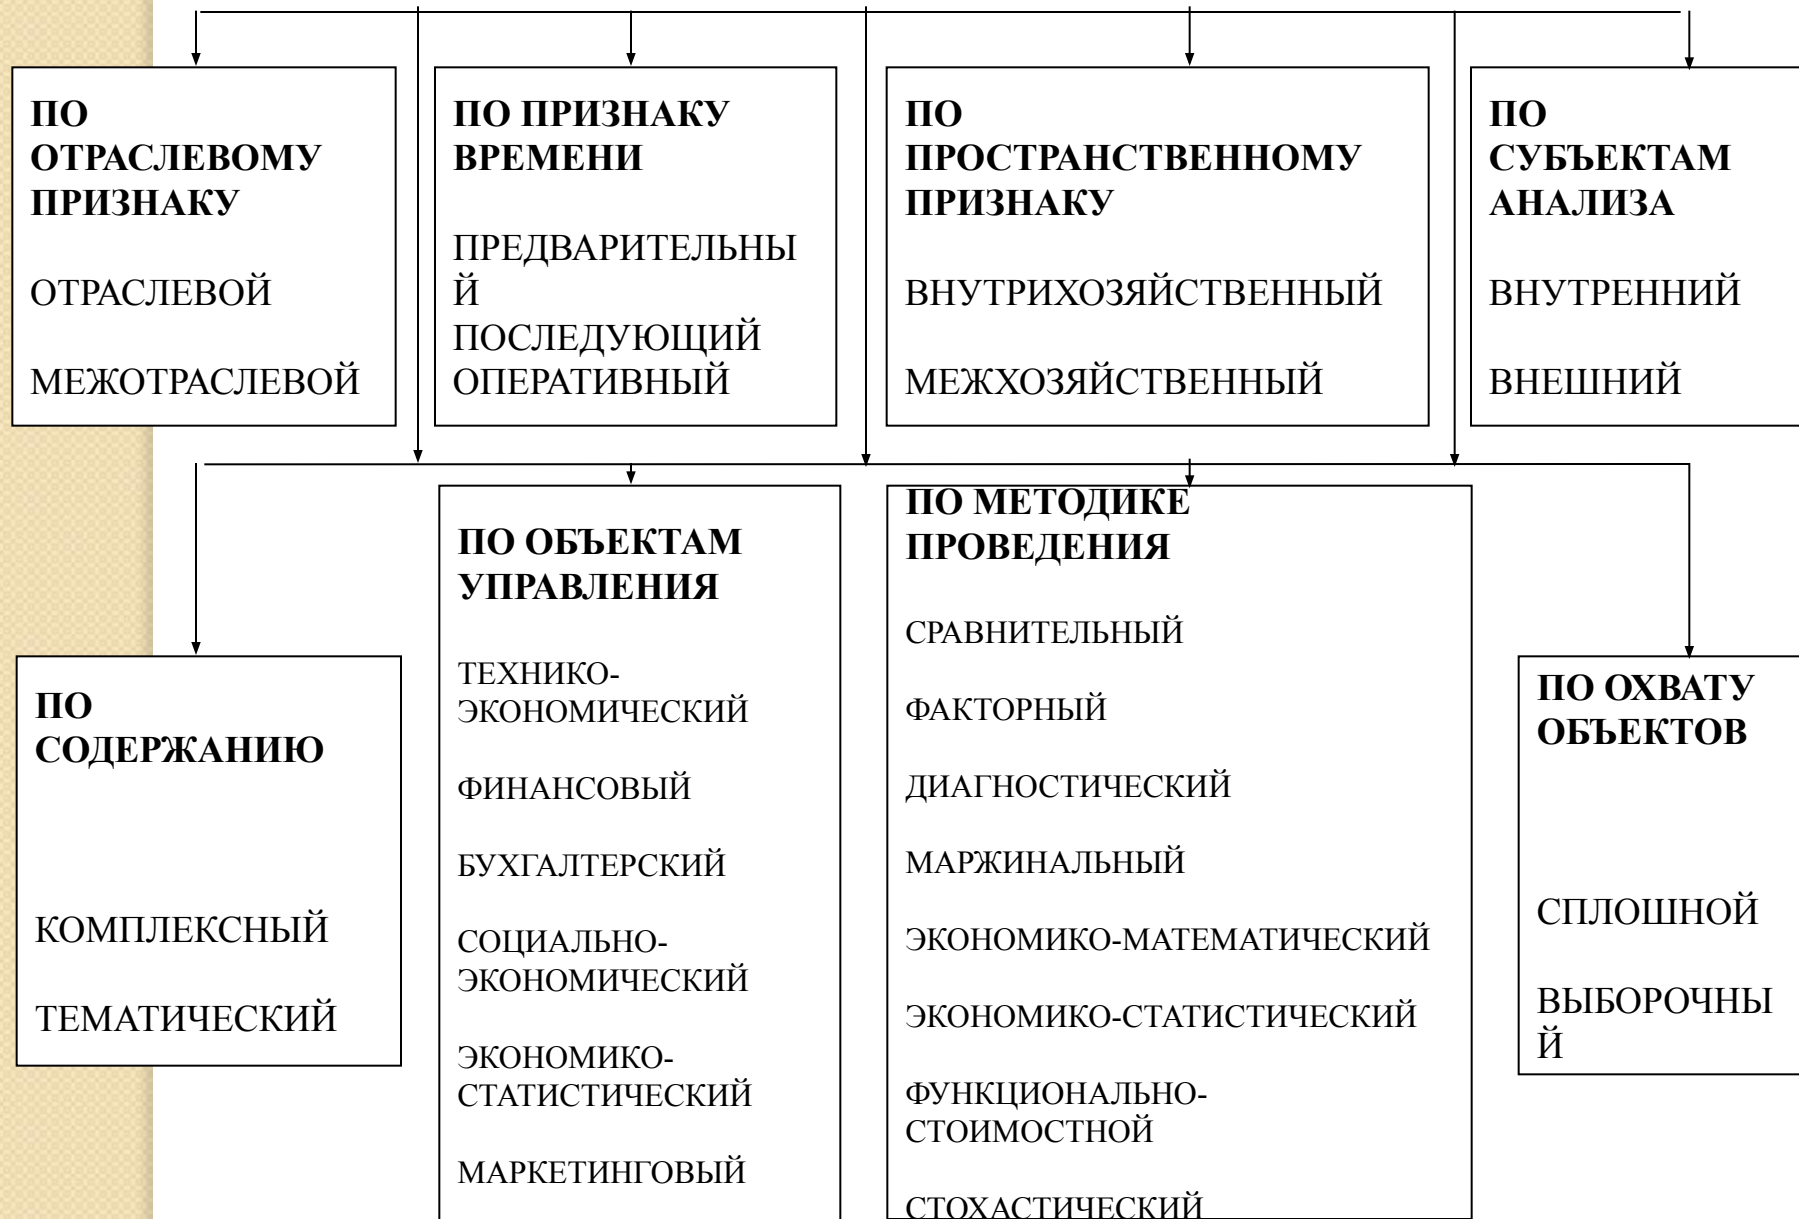 ПО
ОТРАСЛЕВОМУ
ПРИЗНАКУ
ОТРАСЛЕВОЙ
МЕЖОТРАСЛЕВОЙ
ПО ПРИЗНАКУ
ВРЕМЕНИ
ПРЕДВАРИТЕЛЬНЫ
Й
ПОСЛЕДУЮЩИЙ
ОПЕРАТИВНЫЙ
ПО
ПРОСТРАНСТВЕННОМУ
ПРИЗНАКУ
ВНУТРИХОЗЯЙСТВЕННЫЙ
МЕЖХОЗЯЙСТВЕННЫЙ
ПО
СУБЪЕКТАМ
АНАЛИЗА
ВНУТРЕННИЙ
ВНЕШНИЙ
ПО
СОДЕРЖАНИЮ
КОМПЛЕКСНЫЙ
ТЕМАТИЧЕСКИЙ
ПО ОБЪЕКТАМ
УПРАВЛЕНИЯ
ТЕХНИКО-
ЭКОНОМИЧЕСКИЙ
ФИНАНСОВЫЙ
БУХГАЛТЕРСКИЙ
СОЦИАЛЬНО-
ЭКОНОМИЧЕСКИЙ
ЭКОНОМИКО-
СТАТИСТИЧЕСКИЙ
МАРКЕТИНГОВЫЙ
ПО МЕТОДИКЕ
ПРОВЕДЕНИЯ
СРАВНИТЕЛЬНЫЙ
ФАКТОРНЫЙ
ДИАГНОСТИЧЕСКИЙ
МАРЖИНАЛЬНЫЙ
ЭКОНОМИКО-МАТЕМАТИЧЕСКИЙ
ЭКОНОМИКО-СТАТИСТИЧЕСКИЙ
ФУНКЦИОНАЛЬНО-
СТОИМОСТНОЙ
СТОХАСТИЧЕСКИЙ
ПО ОХВАТУ
ОБЪЕКТОВ
СПЛОШНОЙ
ВЫБОРОЧНЫ
Й